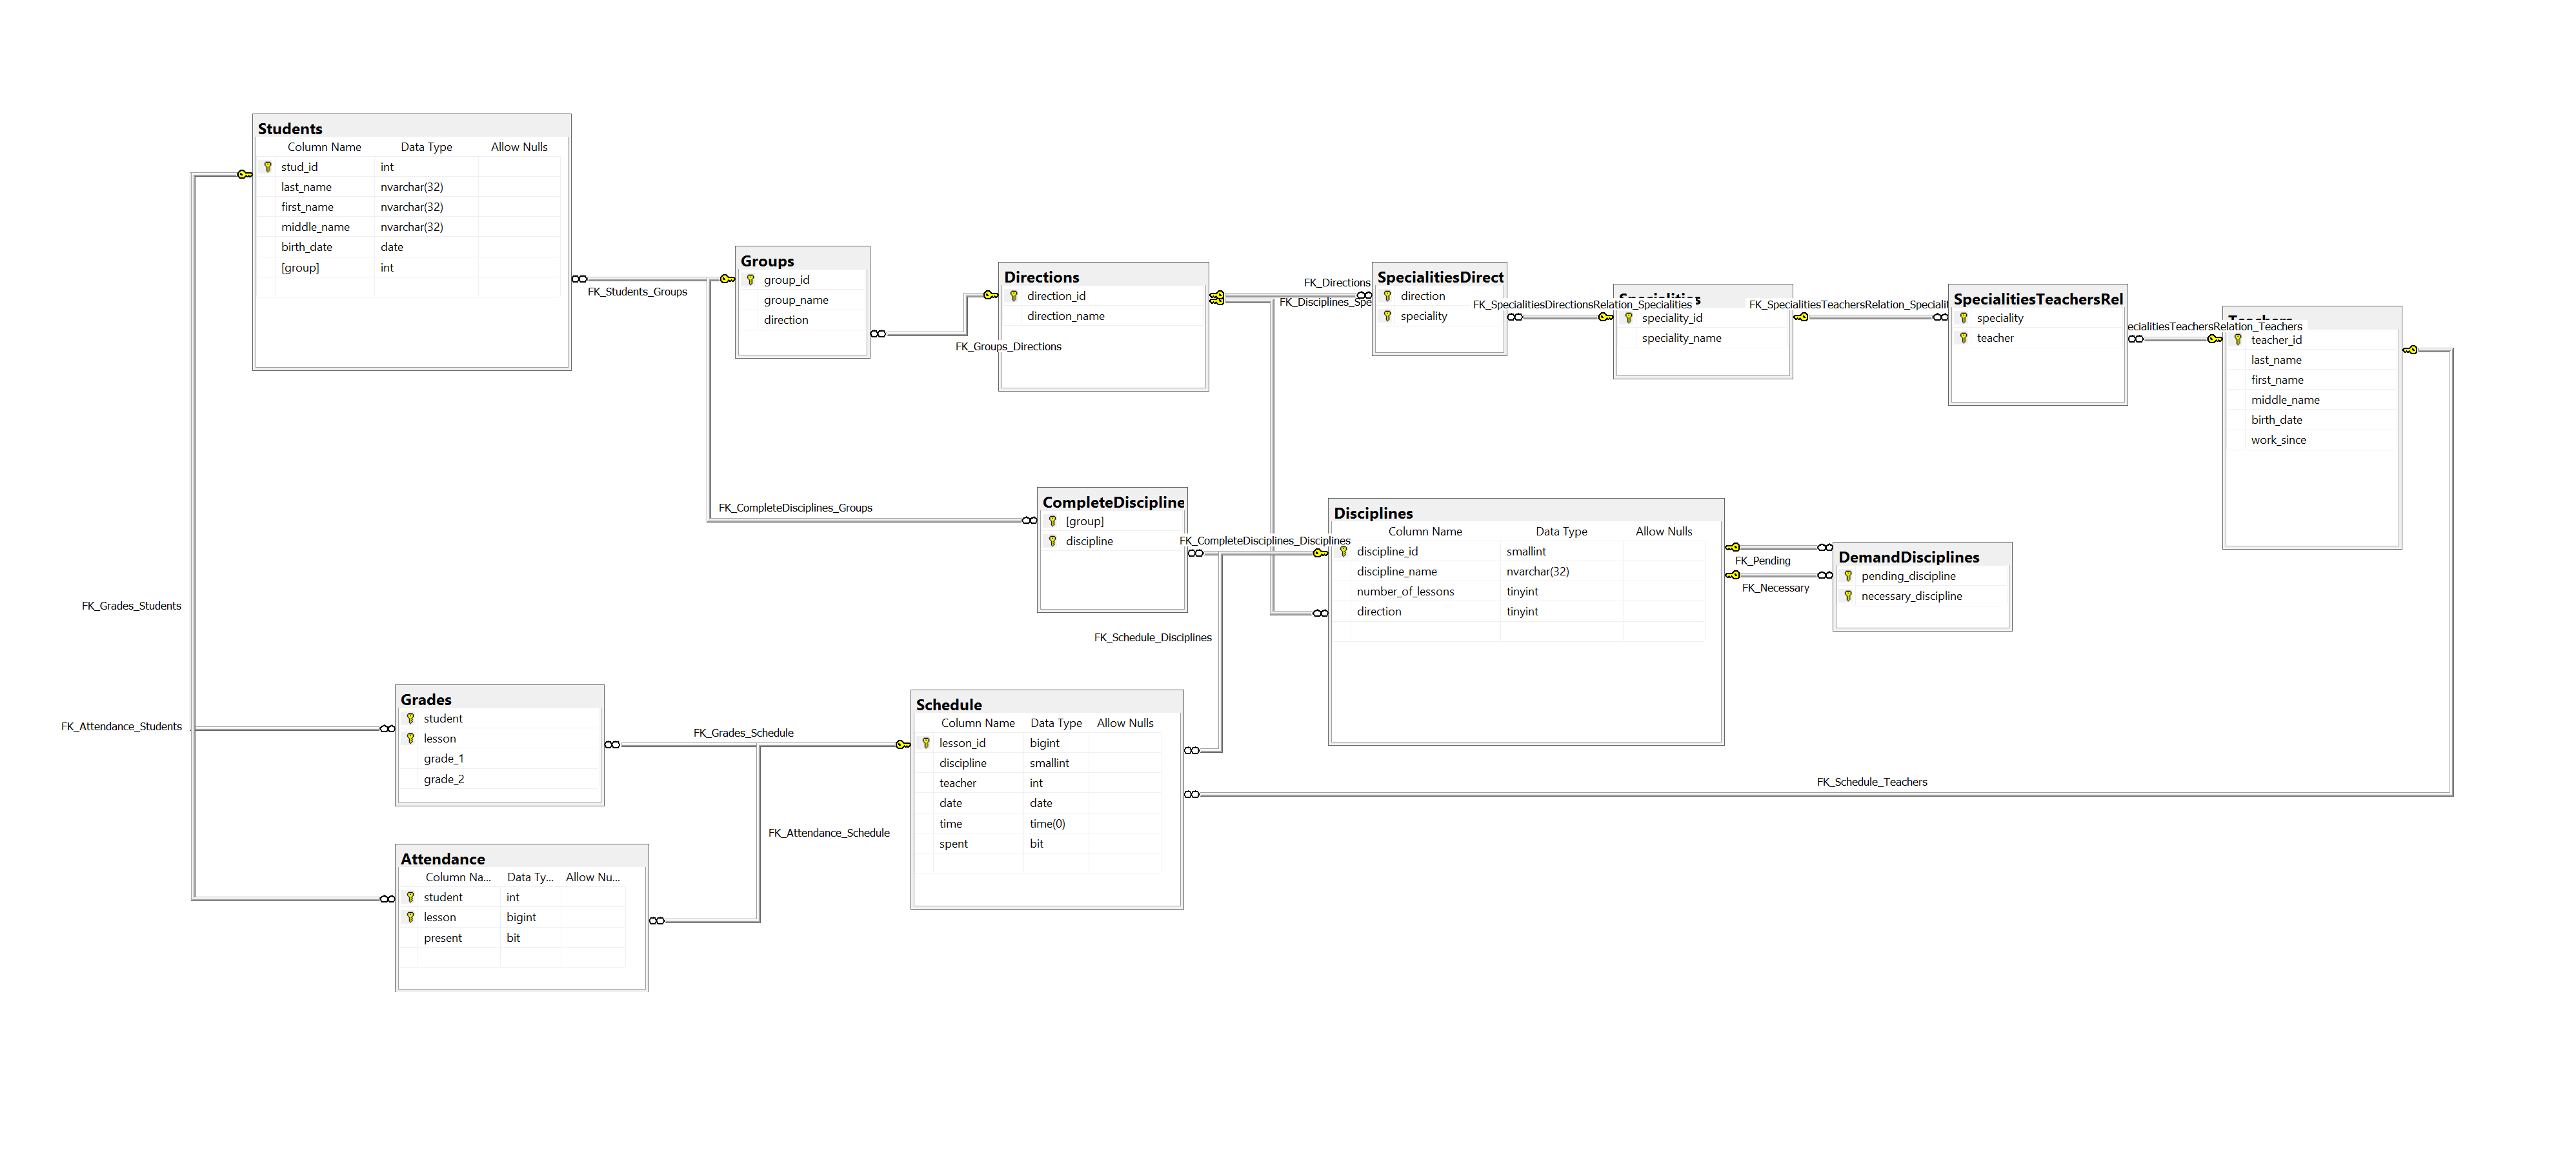 Students
Column Name Data Type Allow Nulls
stud_id int
last_name nvarchar(32)
first_name nvarchar(32)
middle_name nvarchar(32)
birth_date date
[group] int
FK_Students_Groups
Groups
group_id
group_name
direction
FK_Groups_Directions
Directions
direction_id
direction_name
FK_Directions
FK_Disciplines_Spe
SpecialitiesDirect
direction
speciality
FK_SpecialitiesDirectionsRelation_Specialities
Specialities
speciality_id
speciality_name
FK_SpecialitiesTeachersRelation_Specialit
SpecialitiesTeachersRel
speciality
teacher
ecialitiesTeachersRelation_Teachers
Teachers
teacher_id
last_name
first_name
middle_name
birth_date
work_since
FK_CompleteDisciplines_Groups
CompleteDiscipline
[group]
discipline
FK_CompleteDisciplines_Disciplines
Disciplines
Column Name Data Type Allow Nulls
discipline_id smallint
discipline_name nvarchar(32)
number_of_lessons tinyint
direction tinyint
FK_Pending
FK_Necessary
DemandDisciplines
pending_discipline
necessary_discipline
FK_Grades_Students
FK_Schedule_Disciplines
FK_Attendance_Students
Grades
student
lesson
grade_1
grade_2
FK_Grades_Schedule
Schedule
Column Name Data Type Allow Nulls
lesson_id bigint
discipline smallint
teacher int
date date
time time(0)
spent bit
FK_Schedule_Teachers
FK_Attendance_Schedule
Attendance
Column Na... Data Ty... Allow Nu...
student int
lesson bigint
present bit